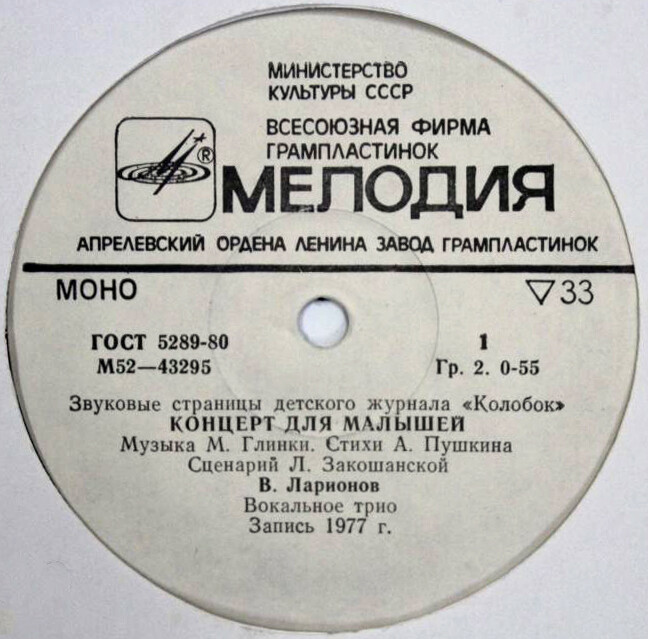 МИНИСТЕРСТВО
КУЛЬТУРЫ СССР
ВСЕСОЮЗНАЯ ФИРМА
ГРАМПЛАСТИНОК
®
МЕЛОДИЯ
АПРЕЛЕВСКИЙ ОРДЕНА ЛЕНИНА ЗАВОД ГРАМПЛАСТИНОК
МОНО ▽33
ГОСТ 5289-80 1
М52—43295 Гр. 2. 0-55
Звуковые страницы детского журнала «Колобок»
КОНЦЕРТ ДЛЯ МАЛЫШЕЙ
Музыка М. Глинки. Стихи А. Пушкина
Сценарий Л. Закошанской
В. Ларионов
Вокальное трио
Запись 1977 г.